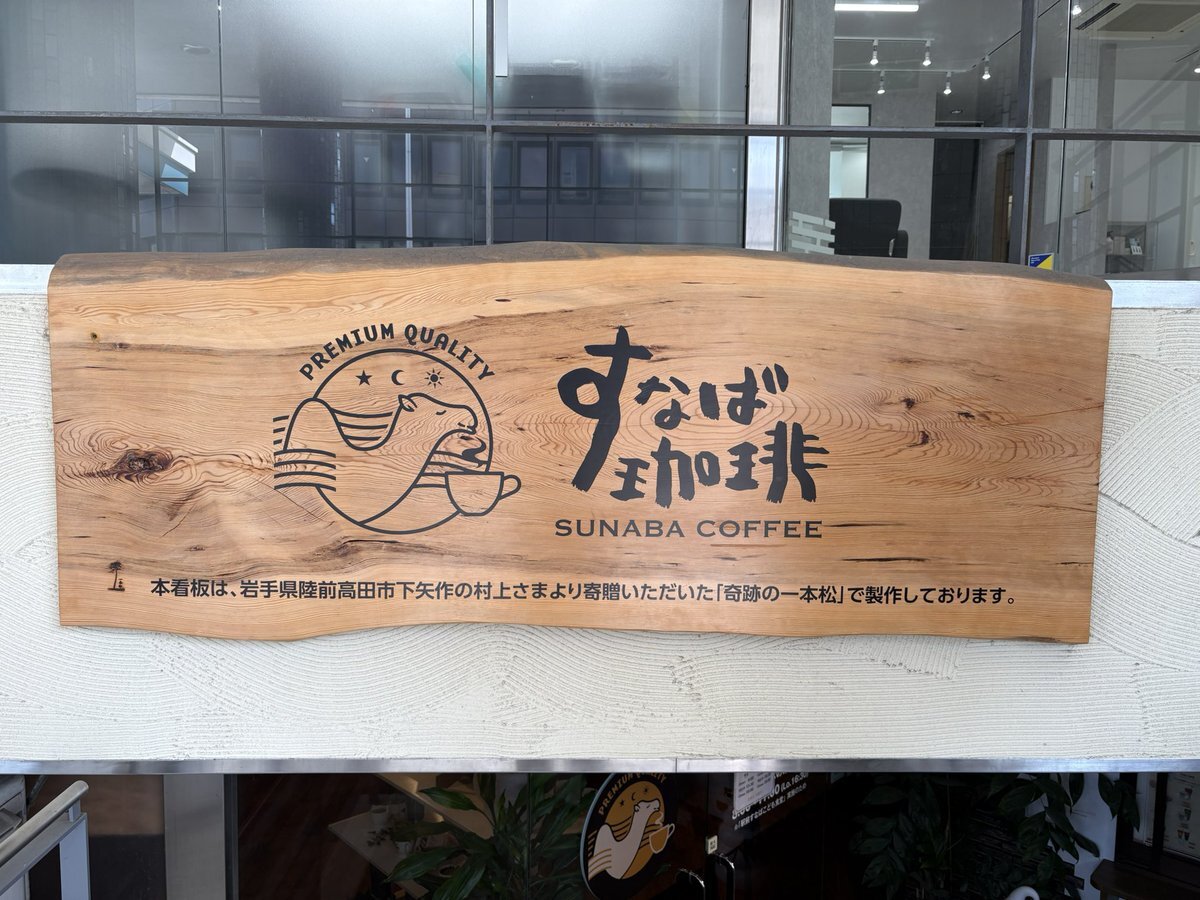 PREMIUM QUALITY
すなば
珈琲
SUNABA COFFEE
本看板は、岩手県陸前高田市下矢作の村上さまより寄贈いただいた「奇跡の一本松」で製作しております。
PREMIUM QUALITY